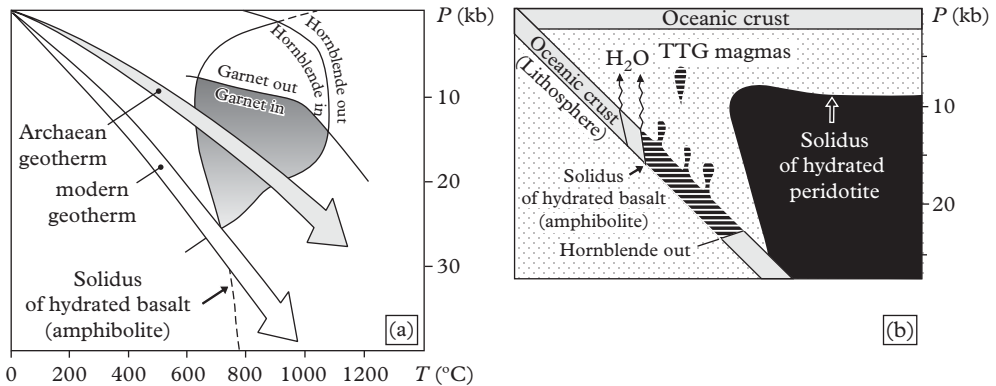 P (kb)
Hornblende out
Hornblende in
Garnet out
Garnet in
10
Archaean
geotherm
modern
geotherm
20
30
Solidus
of hydrated basalt
(amphibolite)
(a)
0
200
400
600
800
1000
1200
T (°C)
Oceanic crust
P (kb)
Oceanic crust
(Lithosphere)
H2O
TTG magmas
10
Solidus
of hydrated
peridotite
Solidus
of hydrated basalt
(amphibolite)
20
Hornblende out
(b)